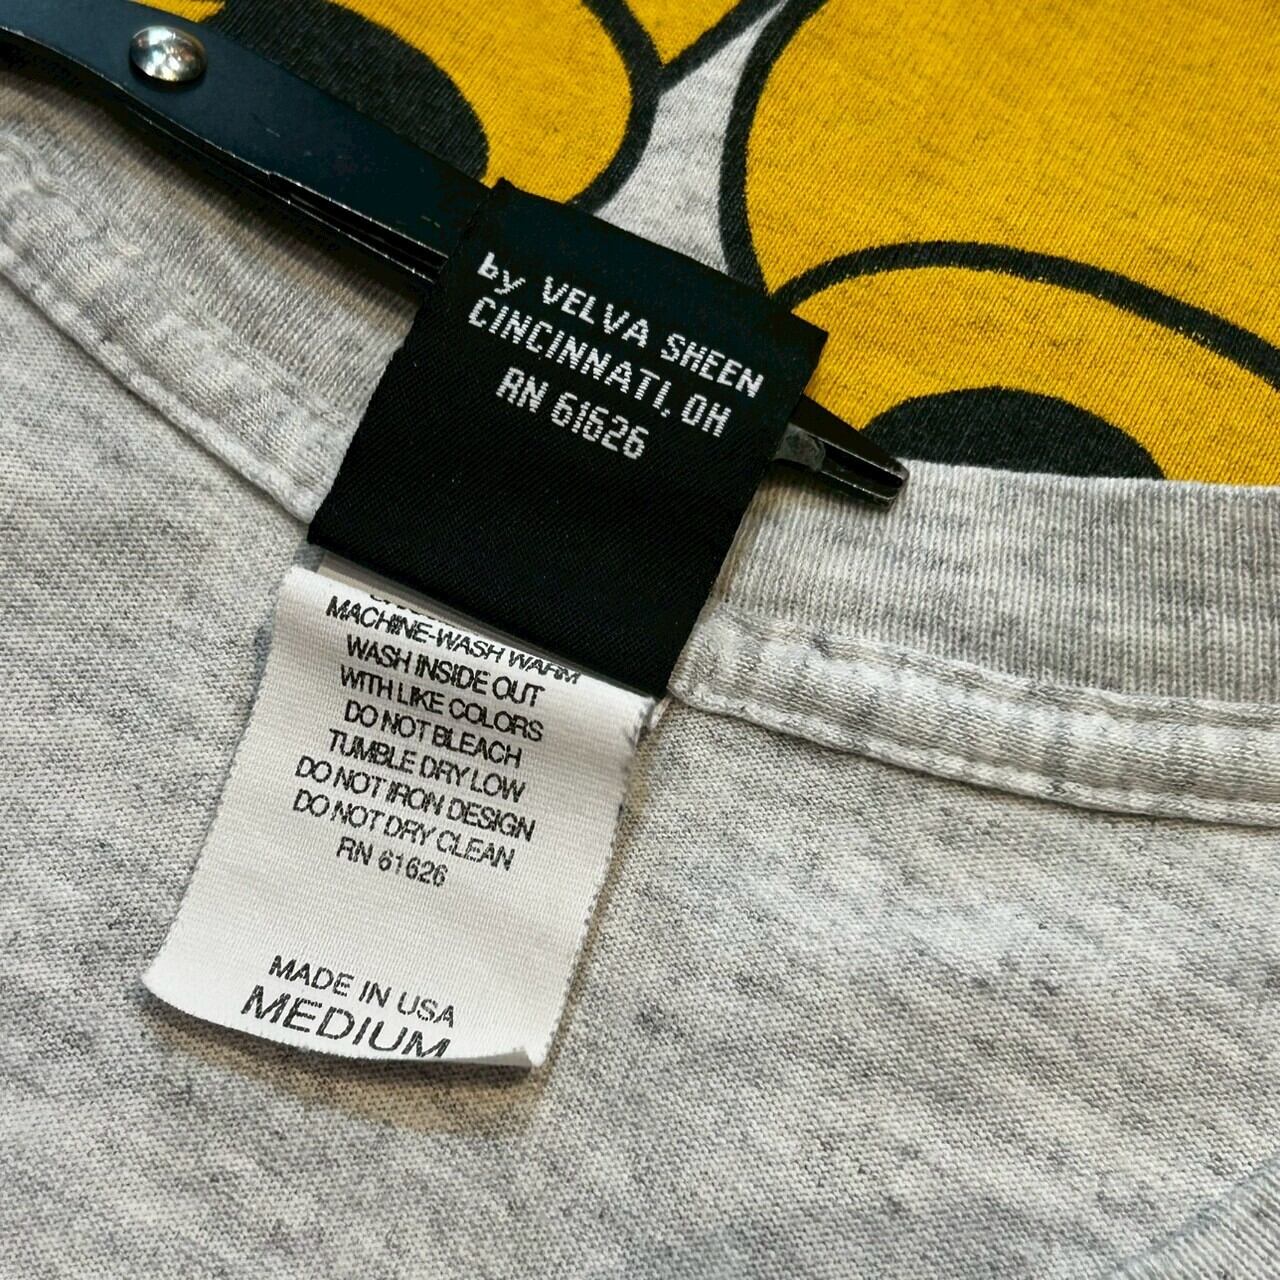 by VELVA SHEEN
CINCINNATI, OH
RN 61626
MACHINE-WASH WARM
WASH INSIDE OUT
WITH LIKE COLORS
DO NOT BLEACH
TUMBLE DRY LOW
DO NOT IRON DESIGN
DO NOT DRY CLEAN
RN 61626
MADE IN USA
MEDIUM